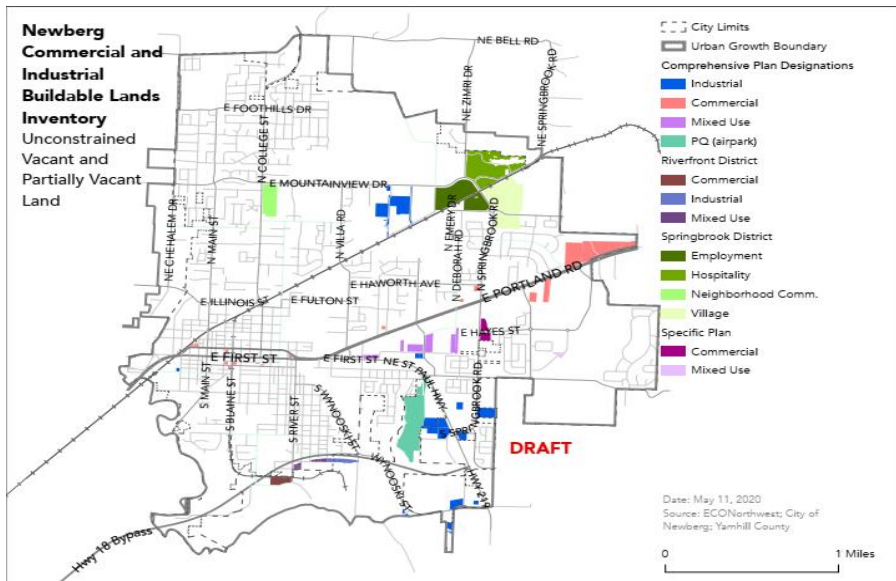 Newberg
Commercial and
Industrial
Buildable Lands
Inventory
Unconstrained
Vacant and
Partially Vacant
Land
City Limits
Urban Growth Boundary
Comprehensive Plan Designations
Industrial
Commercial
Mixed Use
PQ (airpark)
Riverfront District
Commercial
Industrial
Mixed Use
Springbrook District
Employment
Hospitality
Neighborhood Comm.
Village
Specific Plan
Commercial
Mixed Use
NE BELL RD
NE ZIMRI DR
NE SPRINGBROOK RD
E FOOTHILLS DR
N COLLEGE ST
E MOUNTAINVIEW DR
NE CHEHALEM DR
N MAIN ST
N VILLA RD
N EMERY DR
N DEBORAH RD
N SPRINGBROOK RD
E PORTLAND RD
E HAWORTH AVE
E ILLINOIS ST
E FULTON ST
E HAYES ST
E FIRST ST
E FIRST ST
NE ST PAUL HWY
S MAIN ST
S BLAINE ST
S RIVER ST
S WYNOOSKI ST
WYNOOSKI ST
HWY 219
Hwy 18 Bypass
DRAFT
Date: May 11, 2020
Source: ECONorthwest; City of
Newberg; Yamhill County
0 1 Miles